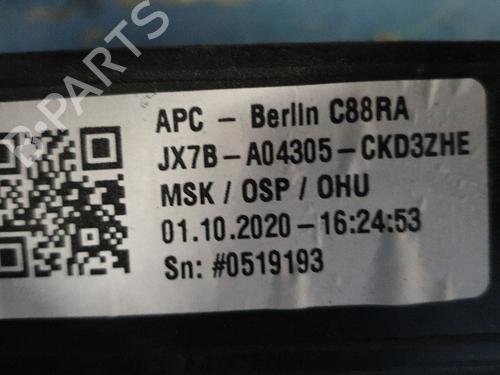 B-PARTS
APC - Berlin C88RA
JX7B-A04305-CKD3ZHE
MSK / OSP / OHU
01.10.2020-16:24:53
Sn: #0519193